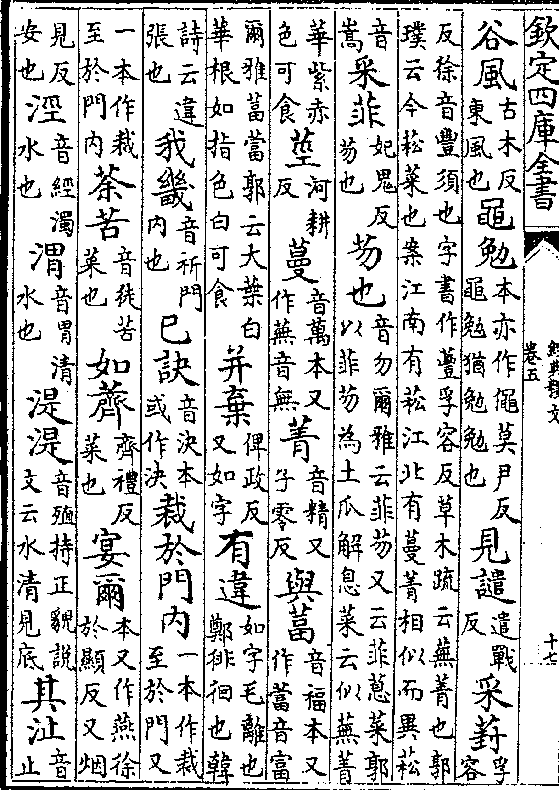 欽定四庫全書
經典釋文
卷五
谷風古木反東風也黽勉本亦作僶莫尹反黽勉猶勉勉也見譴遣戰反采葑孚容
反徐音豐須也字書作蘴孚容反草木疏云蕪菁也郭璞云今菘菜也案江南有菘江北有蔓菁相似而異菘
音嵩采菲妃鬼反芴也芴也音勿爾雅云菲芴又云菲蒠菜郭以菲芴為土瓜解息菜云似蕪菁
華紫赤色可食莖河耕反蔓音萬本又作蕪音無菁音精又子零反與葍音福本又作蓄音富
爾雅葍䔰郭云大葉白華根如指色白可食并棄俾政反又如字有違如字毛離也鄭徘徊也韓
詩云違張也我畿音祈門内也已訣音決本或作決栽於門内一本作裁至於門又
一本作裁至於門内荼苦音徒苦菜也如薺齊禮反菜也宴爾本又作燕徐於顯反又烟
見反安也涇音經濁水也渭音謂清水也湜湜音殖持正貌說文云水清見底其沚音止